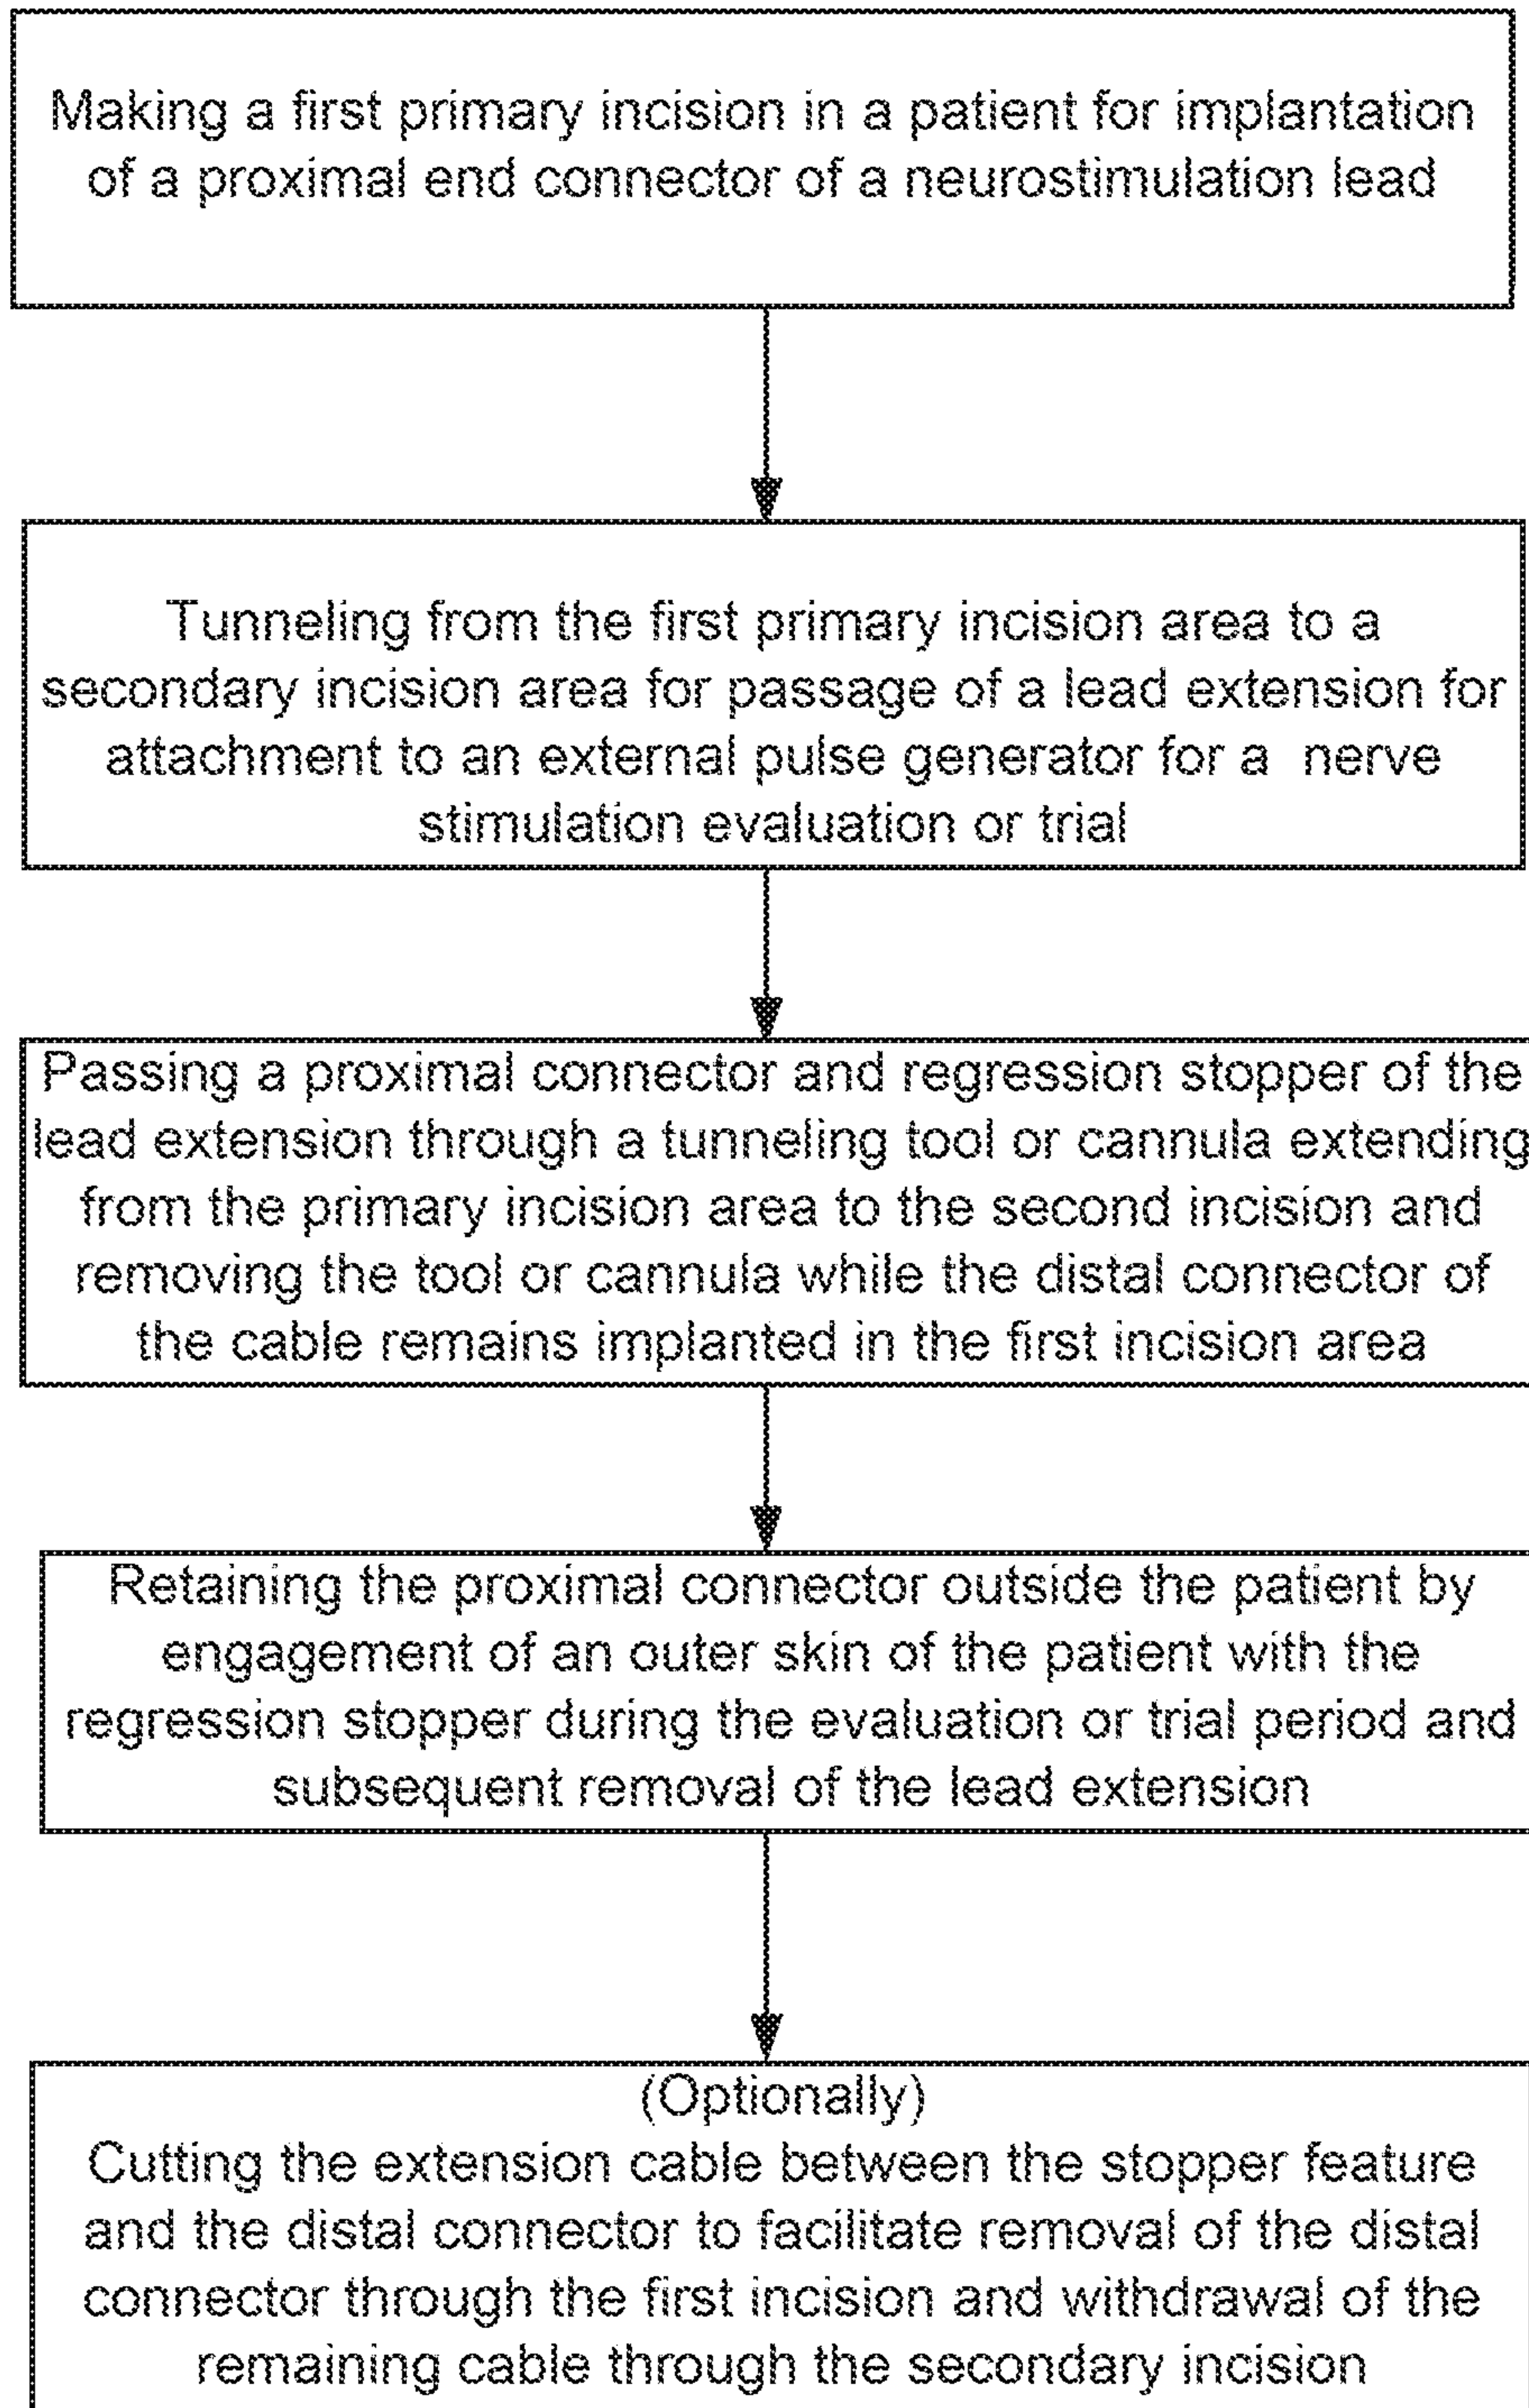 Making a first primary incision in a patient for implantation
of a proximal end connector of a neurostimulation lead
Tunneling from the first primary incision area to a
secondary incision area for passage of a lead extension for
attachment to an external pulse generator for a nerve
stimulation evaluation or trial
Passing a proximal connector and regression stopper of the
lead extension through a tunneling tool or cannula extending
from the primary incision area to the second incision and
removing the tool or cannula while the distal connector of
the cable remains implanted in the first incision area
Retaining the proximal connector outside the patient by
engagement of an outer skin of the patient with the
regression stopper during the evaluation or trial period and
subsequent removal of the lead extension
(Optionally)
Cutting the extension cable between the stopper feature
and the distal connector to facilitate removal of the distal
connector through the first incision and withdrawal of the
remaining cable through the secondary incision